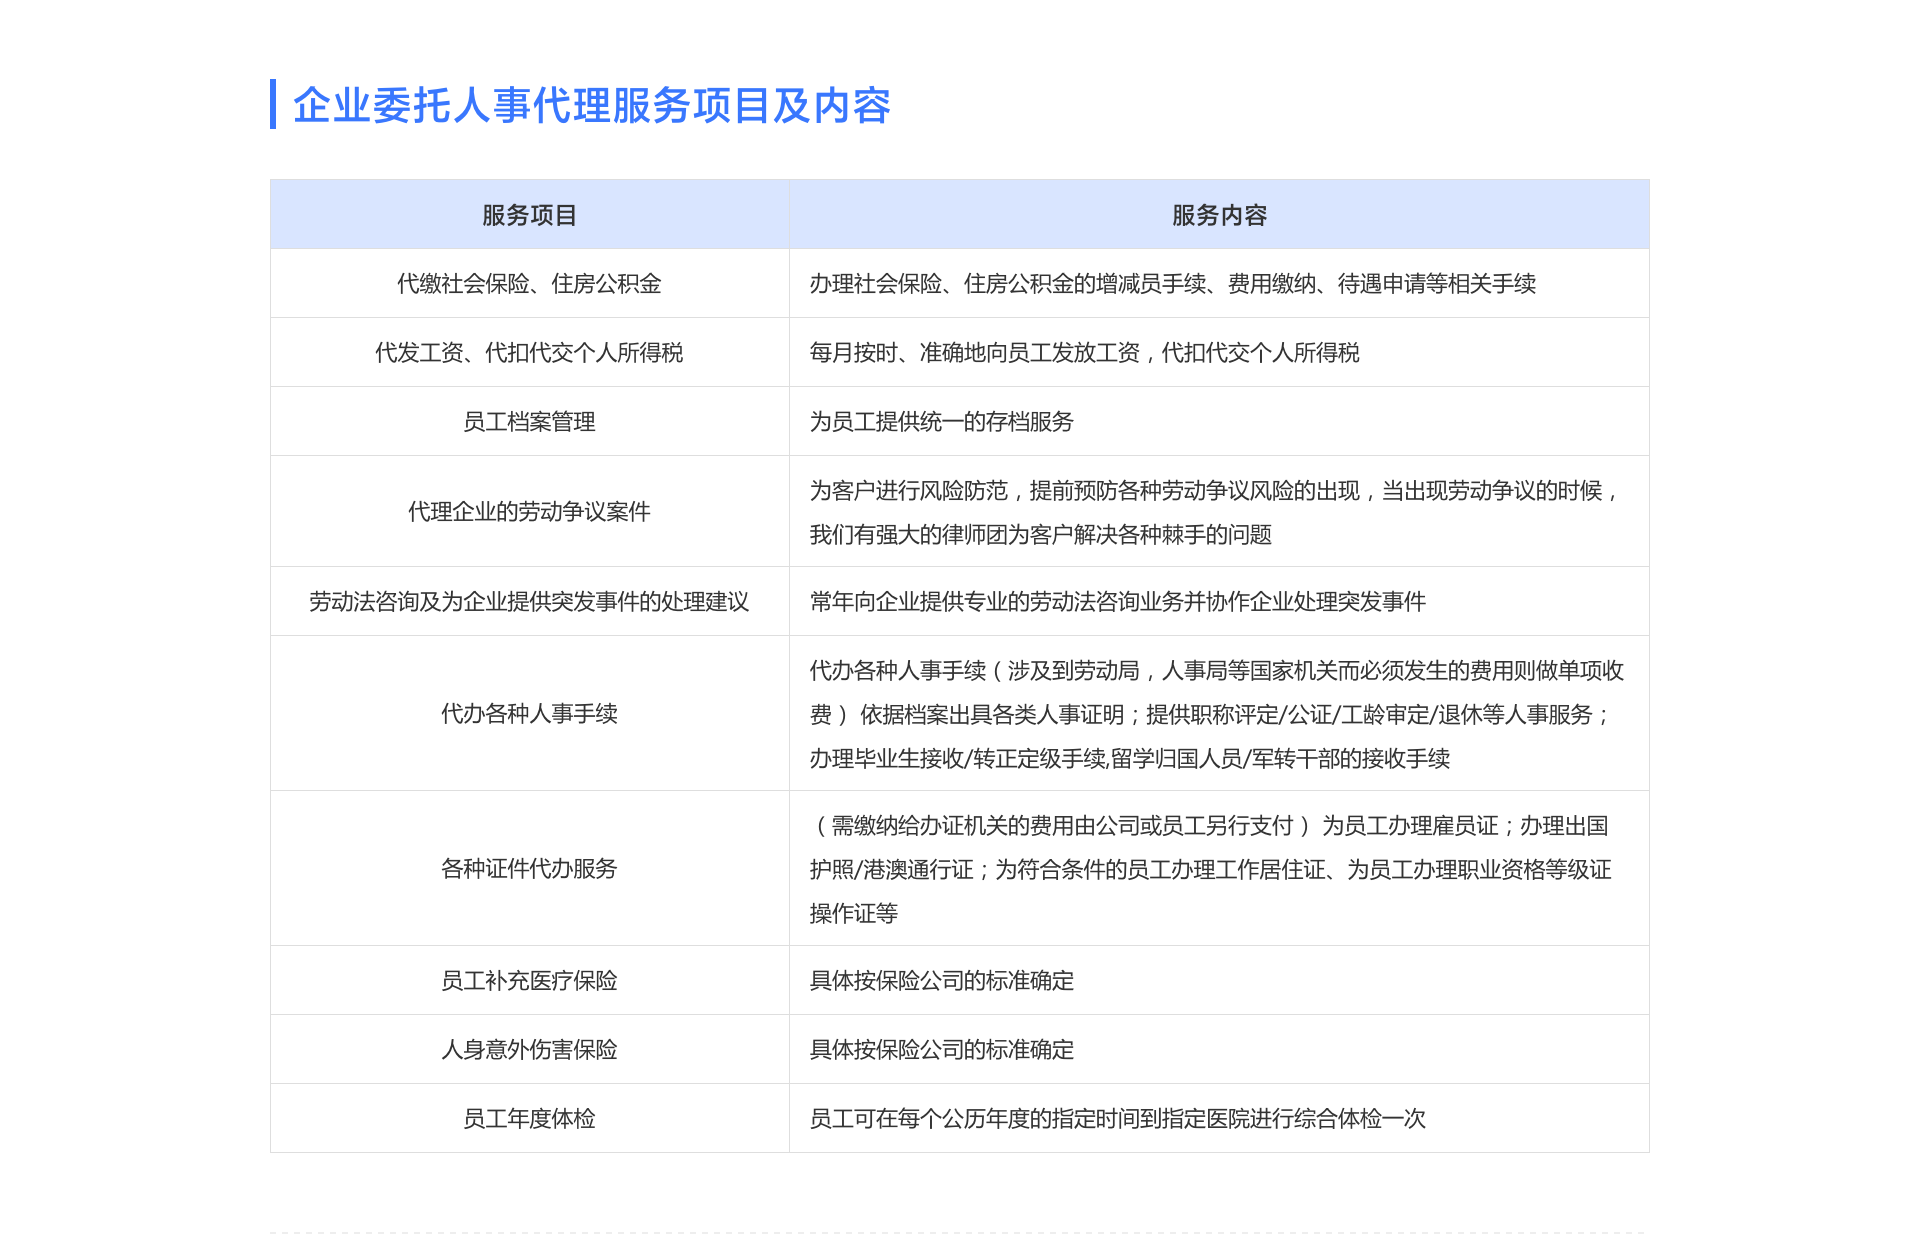 企业委托人事代理服务项目及内容
服务项目
服务内容
代缴社会保险、住房公积金
办理社会保险、住房公积金的增减员手续、费用缴纳、待遇申请等相关手续
代发工资、代扣代交个人所得税
每月按时、准确地向员工发放工资，代扣代交个人所得税
员工档案管理
为员工提供统一的存档服务
代理企业的劳动争议案件
为客户进行风险防范，提前预防各种劳动争议风险的出现，当出现劳动争议的时候，
我们有强大的律师团为客户解决各种棘手的问题
劳动法咨询及为企业提供突发事件的处理建议
常年向企业提供专业的劳动法咨询业务并协作企业处理突发事件
代办各种人事手续
代办各种人事手续（涉及到劳动局，人事局等国家机关而必须发生的费用则做单项收
费） 依据档案出具各类人事证明；提供职称评定/公证/工龄审定/退休等人事服务；
办理毕业生接收/转正定级手续,留学归国人员/军转干部的接收手续
各种证件代办服务
（需缴纳给办证机关的费用由公司或员工另行支付） 为员工办理雇员证；办理出国
护照/港澳通行证；为符合条件的员工办理工作居住证、为员工办理职业资格等级证
操作证等
员工补充医疗保险
具体按保险公司的标准确定
人身意外伤害保险
具体按保险公司的标准确定
员工年度体检
员工可在每个公历年度的指定时间到指定医院进行综合体检一次